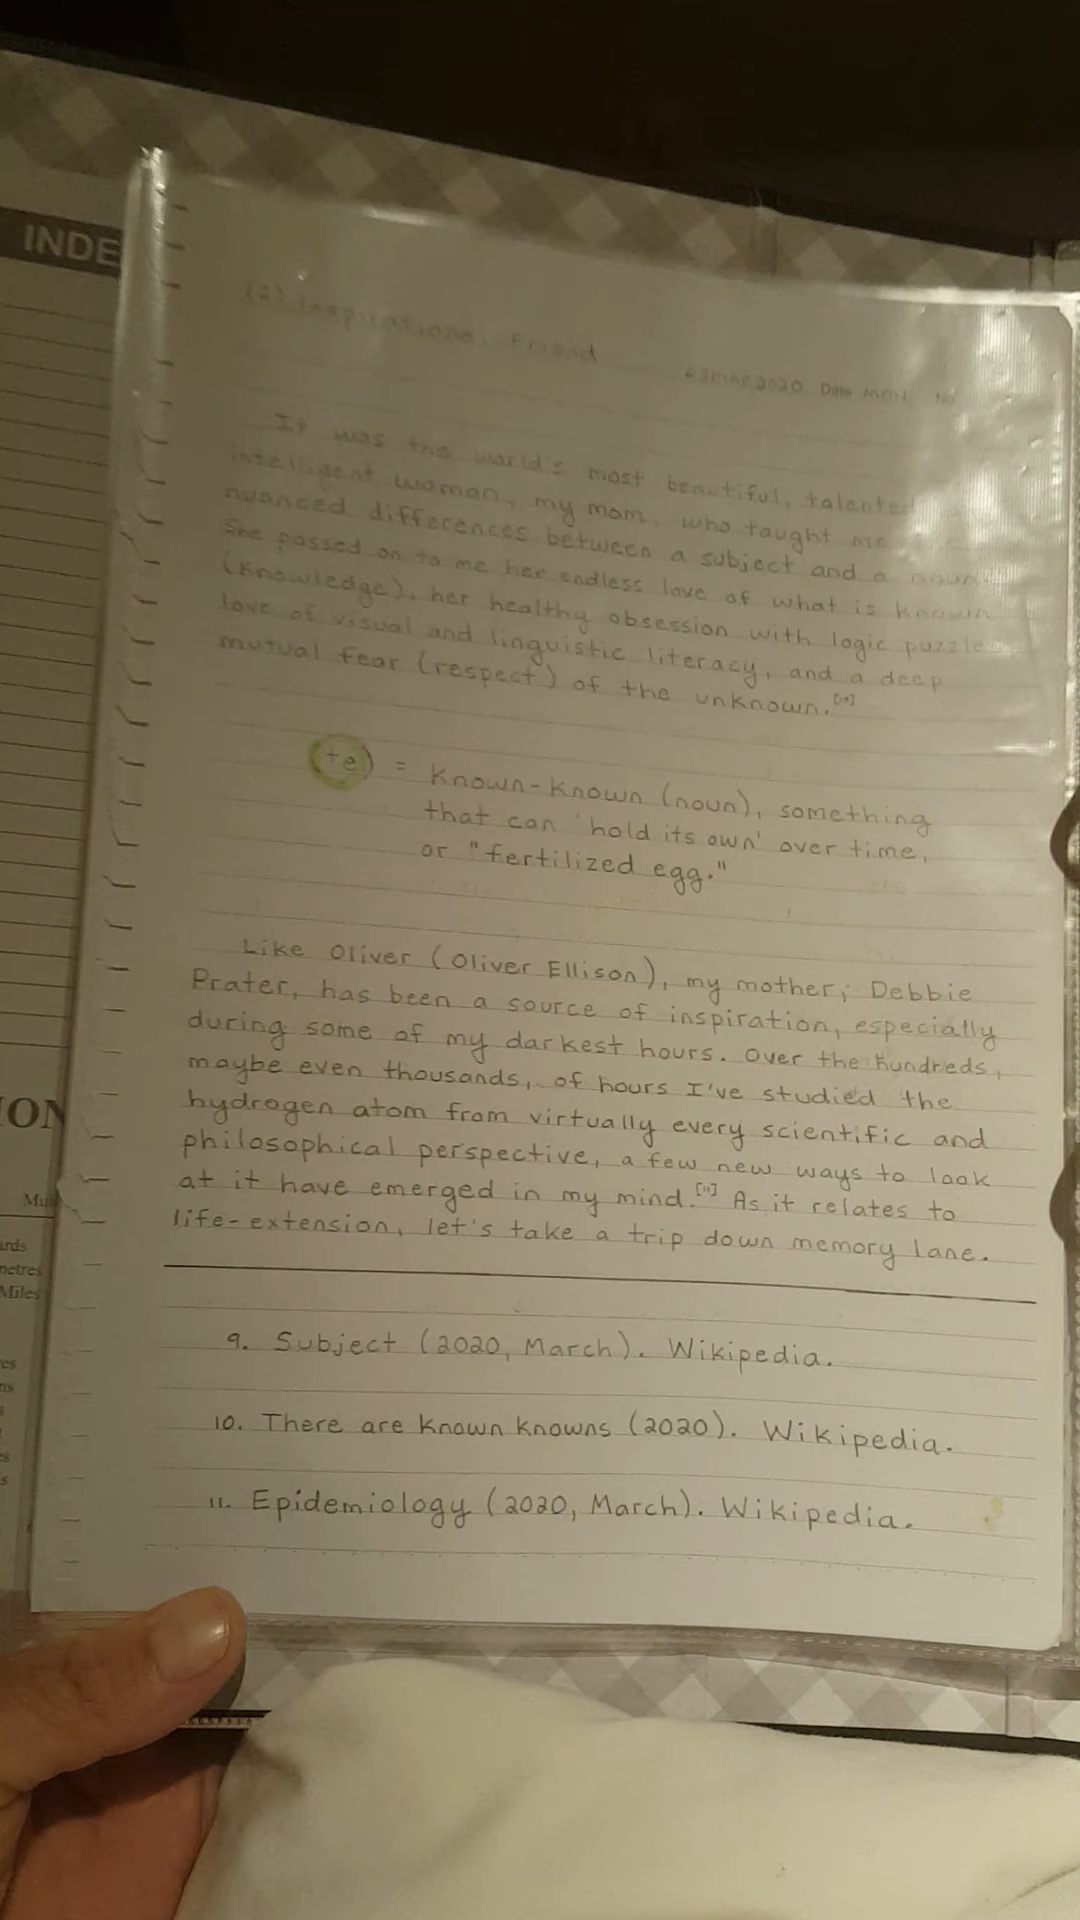 INDE
(2) Inspirational Friend
23MAR2020 Date MON No
It was the world's most beautiful, talented
intelligent woman, my mom, who taught me
nuanced differences between a subject and a noun
She passed on to me her endless love of what is known
(knowledge), her healthy obsession with logic puzzles
love of visual and linguistic literacy, and a deep
mutual fear (respect) of the unknown.[10]
(te) = Known-Known (noun), something
that can 'hold its own' over time,
or "fertilized egg."
Like Oliver (Oliver Ellison), my mother; Debbie
Prater, has been a source of inspiration, especially
during some of my darkest hours. Over the hundreds,
maybe even thousands, of hours I've studied the
hydrogen atom from virtually every scientific and
philosophical perspective, a few new ways to look
at it have emerged in my mind.[11] As it relates to
life-extension, let's take a trip down memory lane.
9. Subject (2020, March). Wikipedia.
10. There are Known Knowns (2020). Wikipedia.
11. Epidemiology (2020, March). Wikipedia.
ION
Mul
ards
netres
Miles